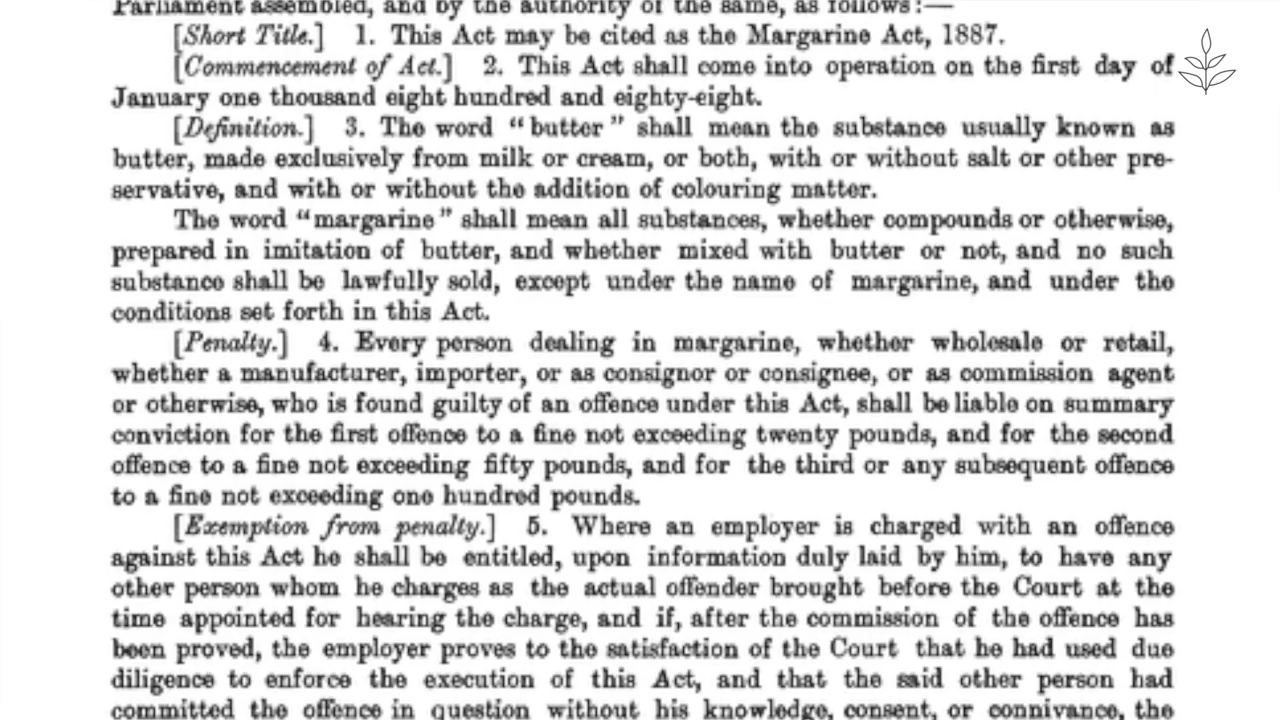 Parliament assembled, and by the authority of the same, as follows:—
[Short Title.] 1. This Act may be cited as the Margarine Act, 1887.
[Commencement of Act.] 2. This Act shall come into operation on the first day of
January one thousand eight hundred and eighty-eight.
[Definition.] 3. The word “butter” shall mean the substance usually known as
butter, made exclusively from milk or cream, or both, with or without salt or other pre-
servative, and with or without the addition of colouring matter.
The word “margarine” shall mean all substances, whether compounds or otherwise,
prepared in imitation of butter, and whether mixed with butter or not, and no such
substance shall be lawfully sold, except under the name of margarine, and under the
conditions set forth in this Act.
[Penalty.] 4. Every person dealing in margarine, whether wholesale or retail,
whether a manufacturer, importer, or as consignor or consignee, or as commission agent
or otherwise, who is found guilty of an offence under this Act, shall be liable on summary
conviction for the first offence to a fine not exceeding twenty pounds, and for the second
offence to a fine not exceeding fifty pounds, and for the third or any subsequent offence
to a fine not exceeding one hundred pounds.
[Exemption from penalty.] 5. Where an employer is charged with an offence
against this Act he shall be entitled, upon information duly laid by him, to have any
other person whom he charges as the actual offender brought before the Court at the
time appointed for hearing the charge, and if, after the commission of the offence has
been proved, the employer proves to the satisfaction of the Court that he had used due
diligence to enforce the execution of this Act, and that the said other person had
committed the offence in question without his knowledge, consent, or connivance, the